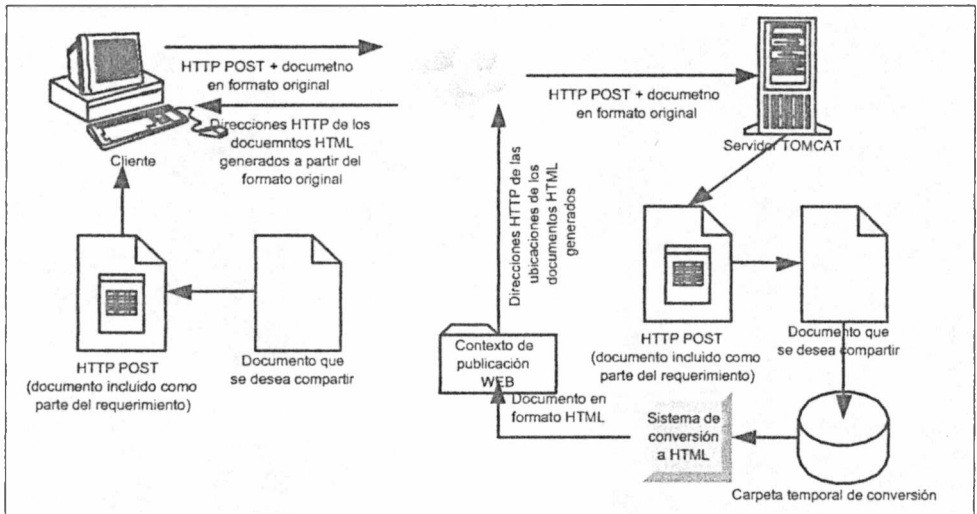 HTTP POST + documetno
en formato original
Direcciones HTTP de los
docuemntos HTML
generados a partir del
formato original
Cliente
HTTP POST + documetno
en formato original
Servidor TOMCAT
Direcciones HTTP de las
ubicaciones de los
documentos HTML
generados
HTTP POST
(documento incluido como
parte del requerimiento)
Documento que
se desea compartir
HTTP POST
(documento incluido como
parte del requerimiento)
Documento que
se desea compartir
Contexto de
publicación
WEB
Documento en
formato HTML
Sistema de
conversión
a HTML
Carpeta temporal de conversión